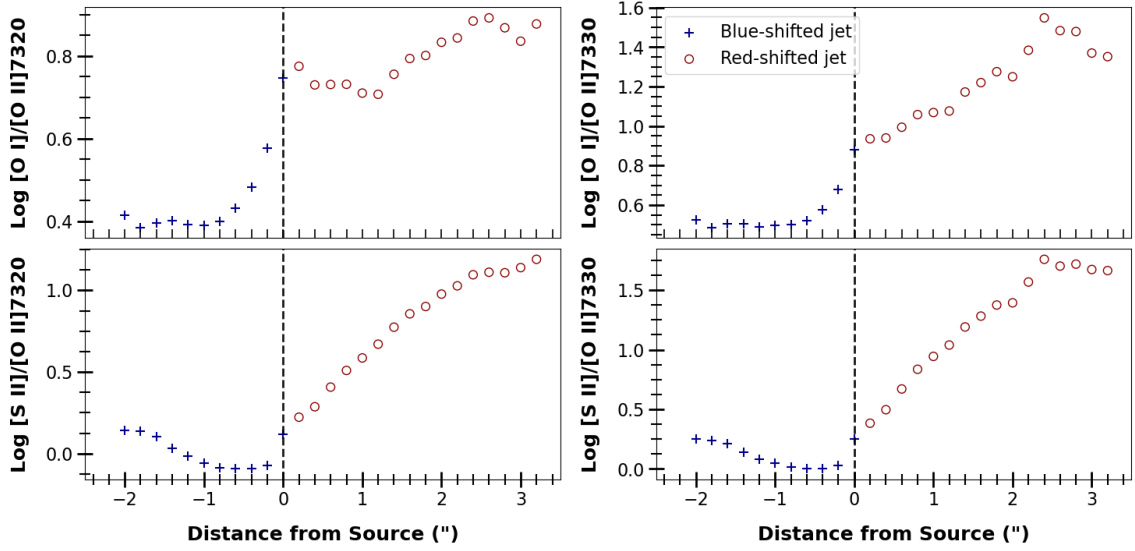 Log [O I]/[O II]7320
0.8
0.6
0.4
Log [O I]/[O II]7330
1.6
1.4
1.2
1.0
0.8
0.6
Blue-shifted jet
Red-shifted jet
Log [S II]/[O II]7320
1.0
0.5
0.0
Log [S II]/[O II]7330
1.5
1.0
0.5
0.0
−2 −1 0 1 2 3
−2 −1 0 1 2 3
Distance from Source (")
Distance from Source (")